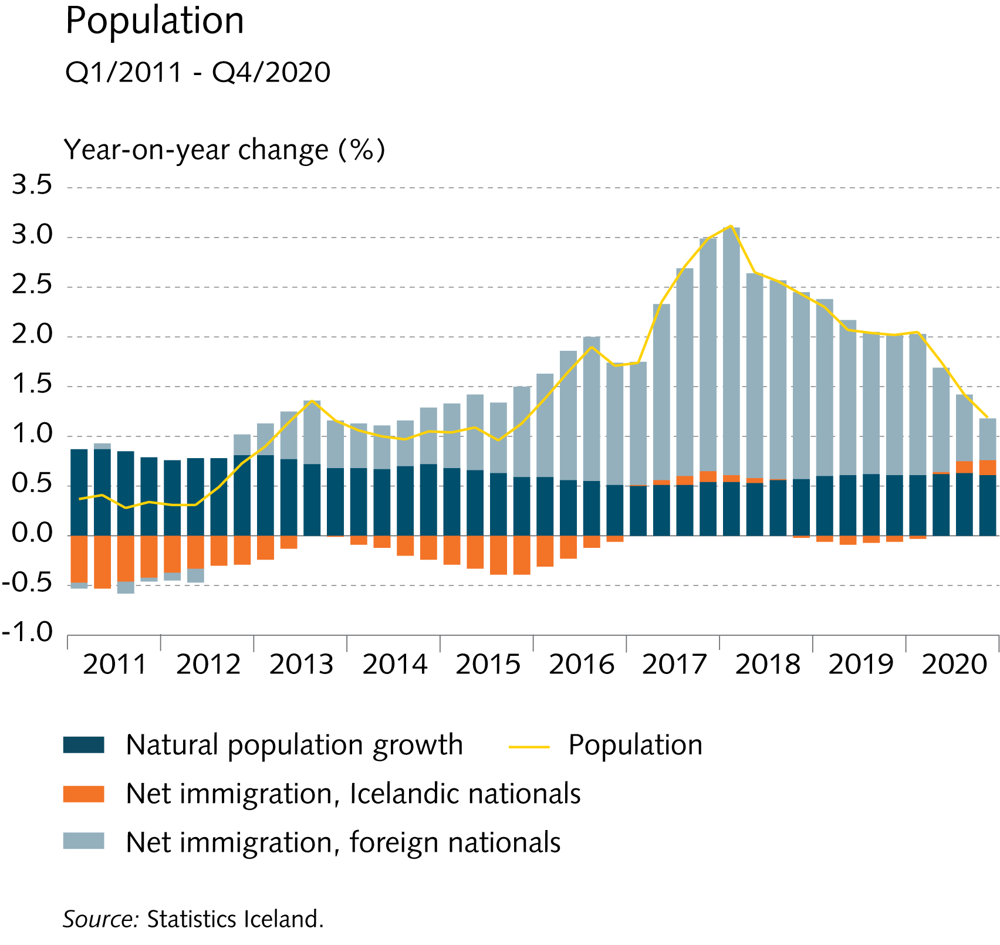 Population
Q1/2011 - Q4/2020
Year-on-year change (%)
3.5
3.0
2.5
2.0
1.5
1.0
0.5
0.0
-0.5
-1.0
2011 2012 2013 2014 2015 2016 2017 2018 2019 2020
Natural population growth Population
Net immigration, Icelandic nationals
Net immigration, foreign nationals
Source: Statistics Iceland.